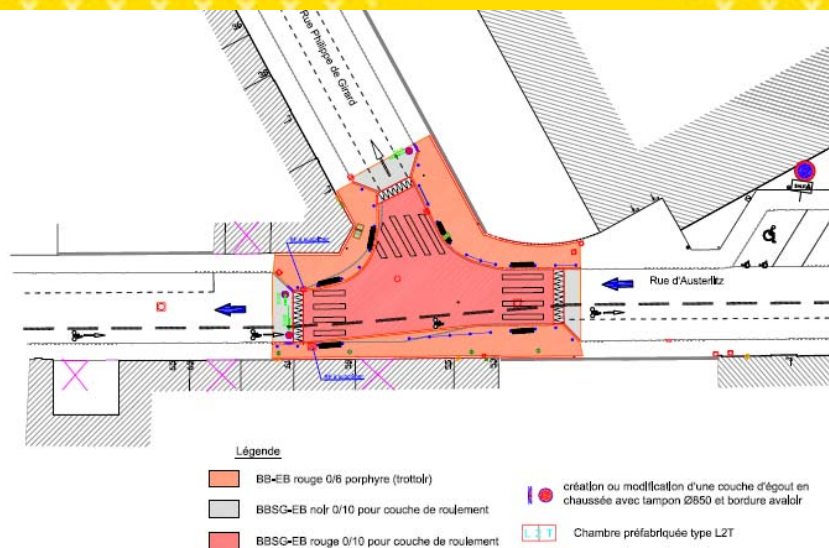 Rue Philippe de Girard
Rue d'Austerlitz
Légende
BB-EB rouge 0/6 porphyre (trottoir)
BBSG-EB noir 0/10 pour couche de roulement
BBSG-EB rouge 0/10 pour couche de roulement
création ou modification d'une couche d'égout en
chaussée avec tampon Ø850 et bordure avaloir
L2T
Chambre préfabriquée type L2T